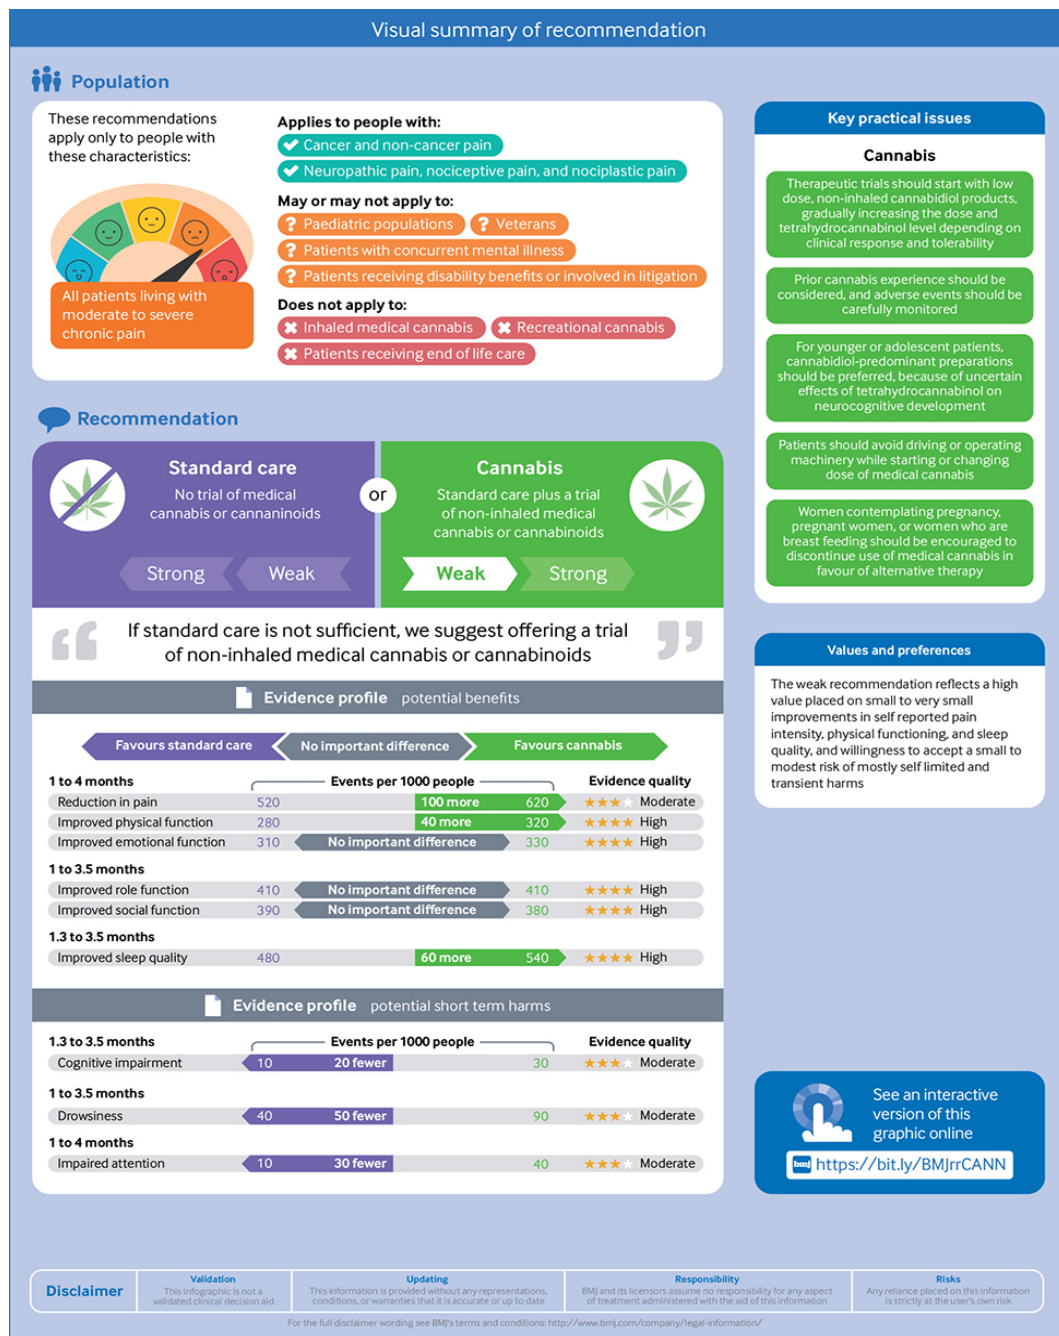 Visual summary of recommendation
Population
These recommendations
apply only to people with
these characteristics:
All patients living with
moderate to severe
chronic pain
Applies to people with:
Cancer and non-cancer pain
Neuropathic pain, nociceptive pain, and nociplastic pain
May or may not apply to:
? Paediatric populations ? Veterans
? Patients with concurrent mental illness
? Patients receiving disability benefits or involved in litigation
Does not apply to:
Inhaled medical cannabis Recreational cannabis
Patients receiving end of life care
Key practical issues
Cannabis
Therapeutic trials should start with low
dose, non-inhaled cannabidiol products,
gradually increasing the dose and
tetrahydrocannabinol level depending on
clinical response and tolerability
Prior cannabis experience should be
considered, and adverse events should be
carefully monitored
For younger or adolescent patients,
cannabidiol-predominant preparations
should be preferred, because of uncertain
effects of tetrahydrocannabinol on
neurocognitive development
Patients should avoid driving or operating
machinery while starting or changing
dose of medical cannabis
Women contemplating pregnancy,
pregnant women, or women who are
breast feeding should be encouraged to
discontinue use of medical cannabis in
favour of alternative therapy
Recommendation
Standard care
No trial of medical
cannabis or cannaninoids
Strong Weak
or
Cannabis
Standard care plus a trial
of non-inhaled medical
cannabis or cannabinoids
Weak Strong
“ If standard care is not sufficient, we suggest offering a trial
of non-inhaled medical cannabis or cannabinoids ”
Values and preferences
The weak recommendation reflects a high
value placed on small to very small
improvements in self reported pain
intensity, physical functioning, and sleep
quality, and willingness to accept a small to
modest risk of mostly self limited and
transient harms
Evidence profile potential benefits
Favours standard care No important difference Favours cannabis
1 to 4 months Events per 1000 people Evidence quality
Reduction in pain 520 100 more 620 Moderate
Improved physical function 280 40 more 320 High
Improved emotional function 310 No important difference 330 High
1 to 3.5 months
Improved role function 410 No important difference 410 High
Improved social function 390 No important difference 380 High
1.3 to 3.5 months
Improved sleep quality 480 60 more 540 High
Evidence profile potential short term harms
1.3 to 3.5 months Events per 1000 people Evidence quality
Cognitive impairment 10 20 fewer 30 Moderate
1 to 3.5 months
Drowsiness 40 50 fewer 90 Moderate
1 to 4 months
Impaired attention 10 30 fewer 40 Moderate
See an interactive
version of this
graphic online
bmj https://bit.ly/BMJrrCANN
Disclaimer
Validation
This infographic is not a
validated clinical decision aid
Updating
This information is provided without any representations,
conditions, or warranties that it is accurate or up to date
Responsibility
BMJ and its licensors assume no responsibility for any aspect
of treatment administered with the aid of this information
Risks
Any reliance placed on this information
is strictly at the user's own risk
For the full disclaimer wording see BMJ's terms and conditions: http://www.bmj.com/company/legal-information/